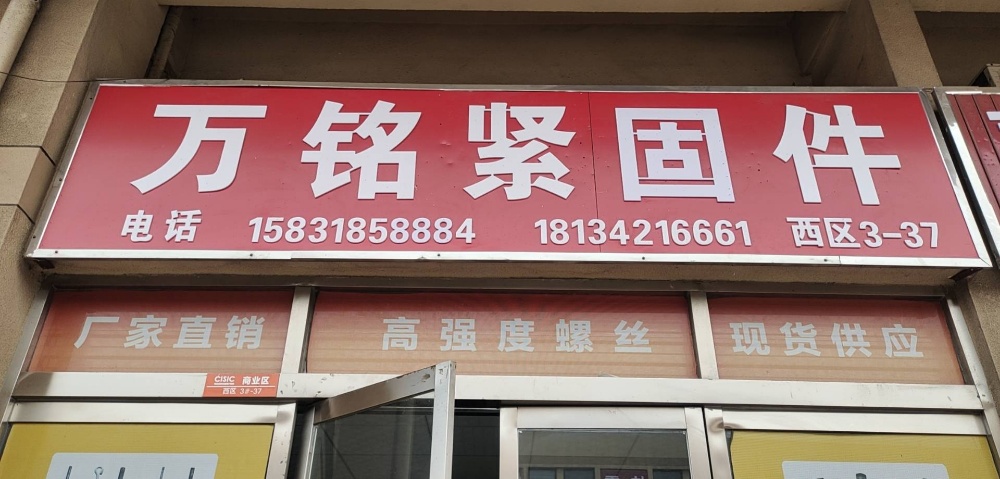 万铭紧固件
电话 15831858884 18134216661 西区3-37
厂家直销 高强度螺丝 现货供应
CISIC 商业区
西区 3#-37